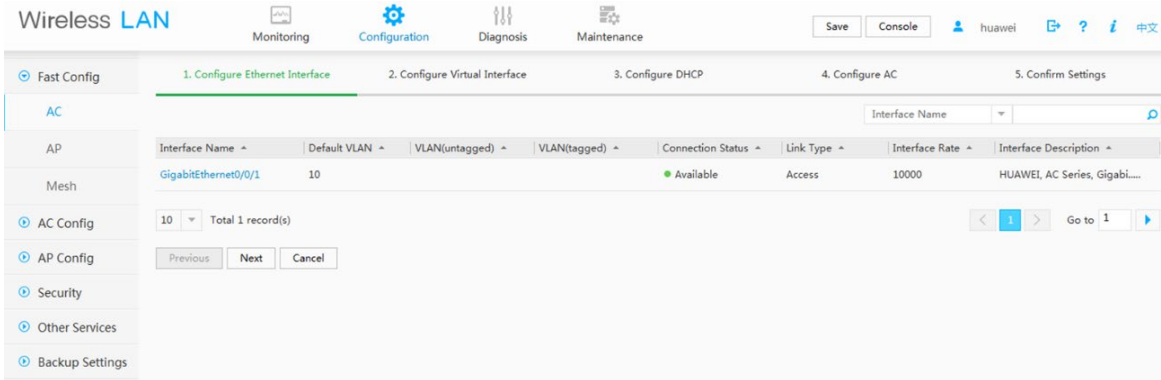 Wireless LAN
Monitoring Configuration Diagnosis Maintenance
Save Console huawei ? i 中文
Fast Config
AC
AP
Mesh
AC Config
AP Config
Security
Other Services
Backup Settings
1. Configure Ethernet Interface 2. Configure Virtual Interface 3. Configure DHCP 4. Configure AC 5. Confirm Settings
Interface Name
Interface Name Default VLAN VLAN(untagged) VLAN(tagged) Connection Status Link Type Interface Rate Interface Description
GigabitEthernet0/0/1 10 Available Access 10000 HUAWEI, AC Series, Gigabi.....
10 Total 1 record(s) < 1 > Go to 1
Previous Next Cancel